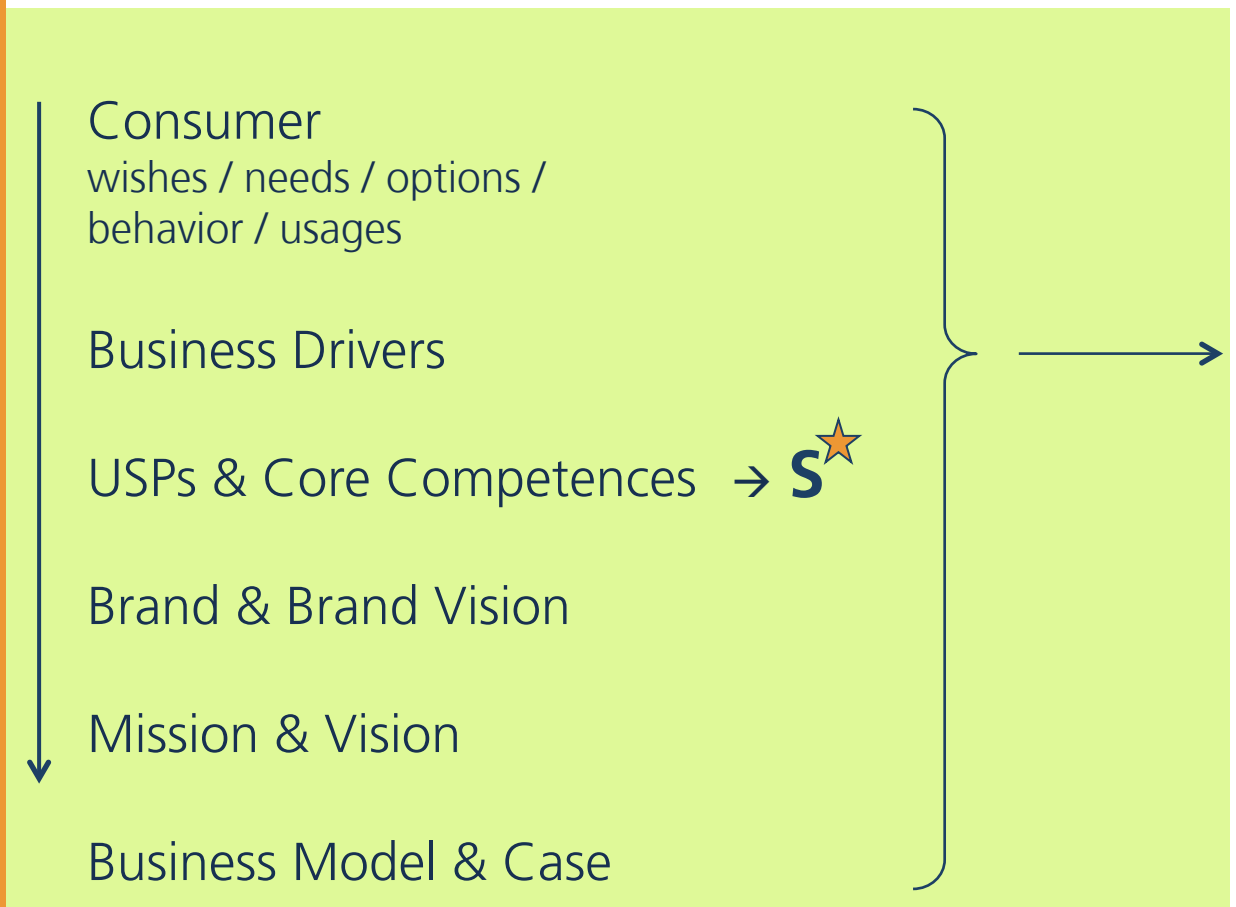 Consumer
wishes / needs / options /
behavior / usages
Business Drivers
USPs & Core Competences → S
Brand & Brand Vision
Mission & Vision
Business Model & Case